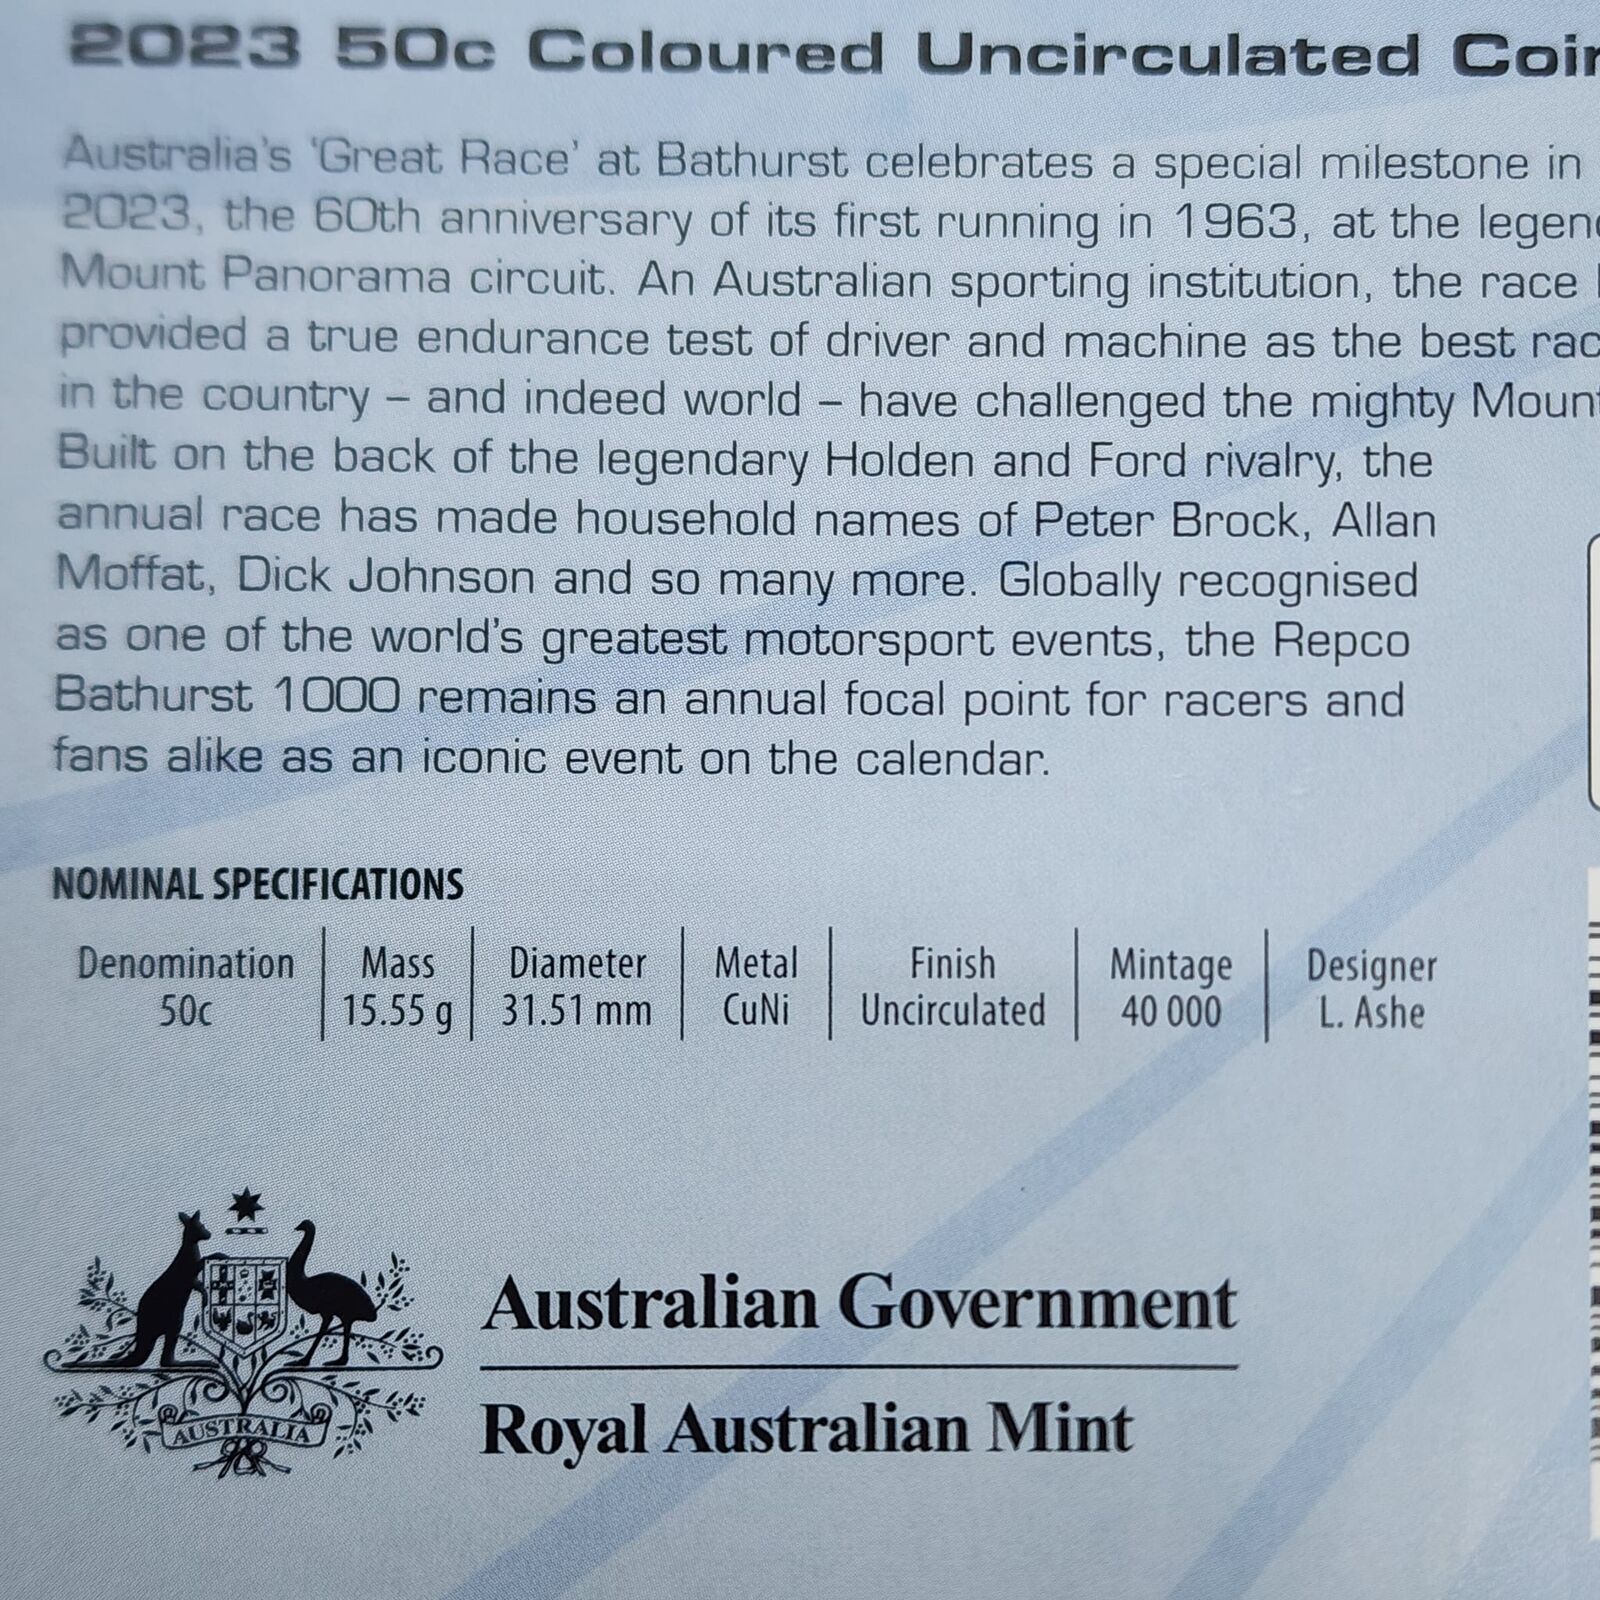 2023 50c Coloured Uncirculated
Australia's 'Great Race' at Bathurst celebrates a special milestone in
2023, the 60th anniversary of its first running in 1963, at the
Mount Panorama circuit. An Australian sporting institution, the race
provided a true endurance test of driver and machine as the best
in the country – and indeed world – have challenged the mighty
Built on the back of the legendary Holden and Ford rivalry, the
annual race has made household names of Peter Brock, Allan
Moffat, Dick Johnson and so many more. Globally recognised
as one of the world's greatest motorsport events, the Repco
Bathurst 1000 remains an annual focal point for racers and
fans alike as an iconic event on the calendar.
NOMINAL SPECIFICATIONS
Denomination Mass Diameter Metal Finish Mintage Designer
50c 15.55 g 31.51 mm CuNi Uncirculated 40 000 L. Ashe
AUSTRALIA
Australian Government
Royal Australian Mint